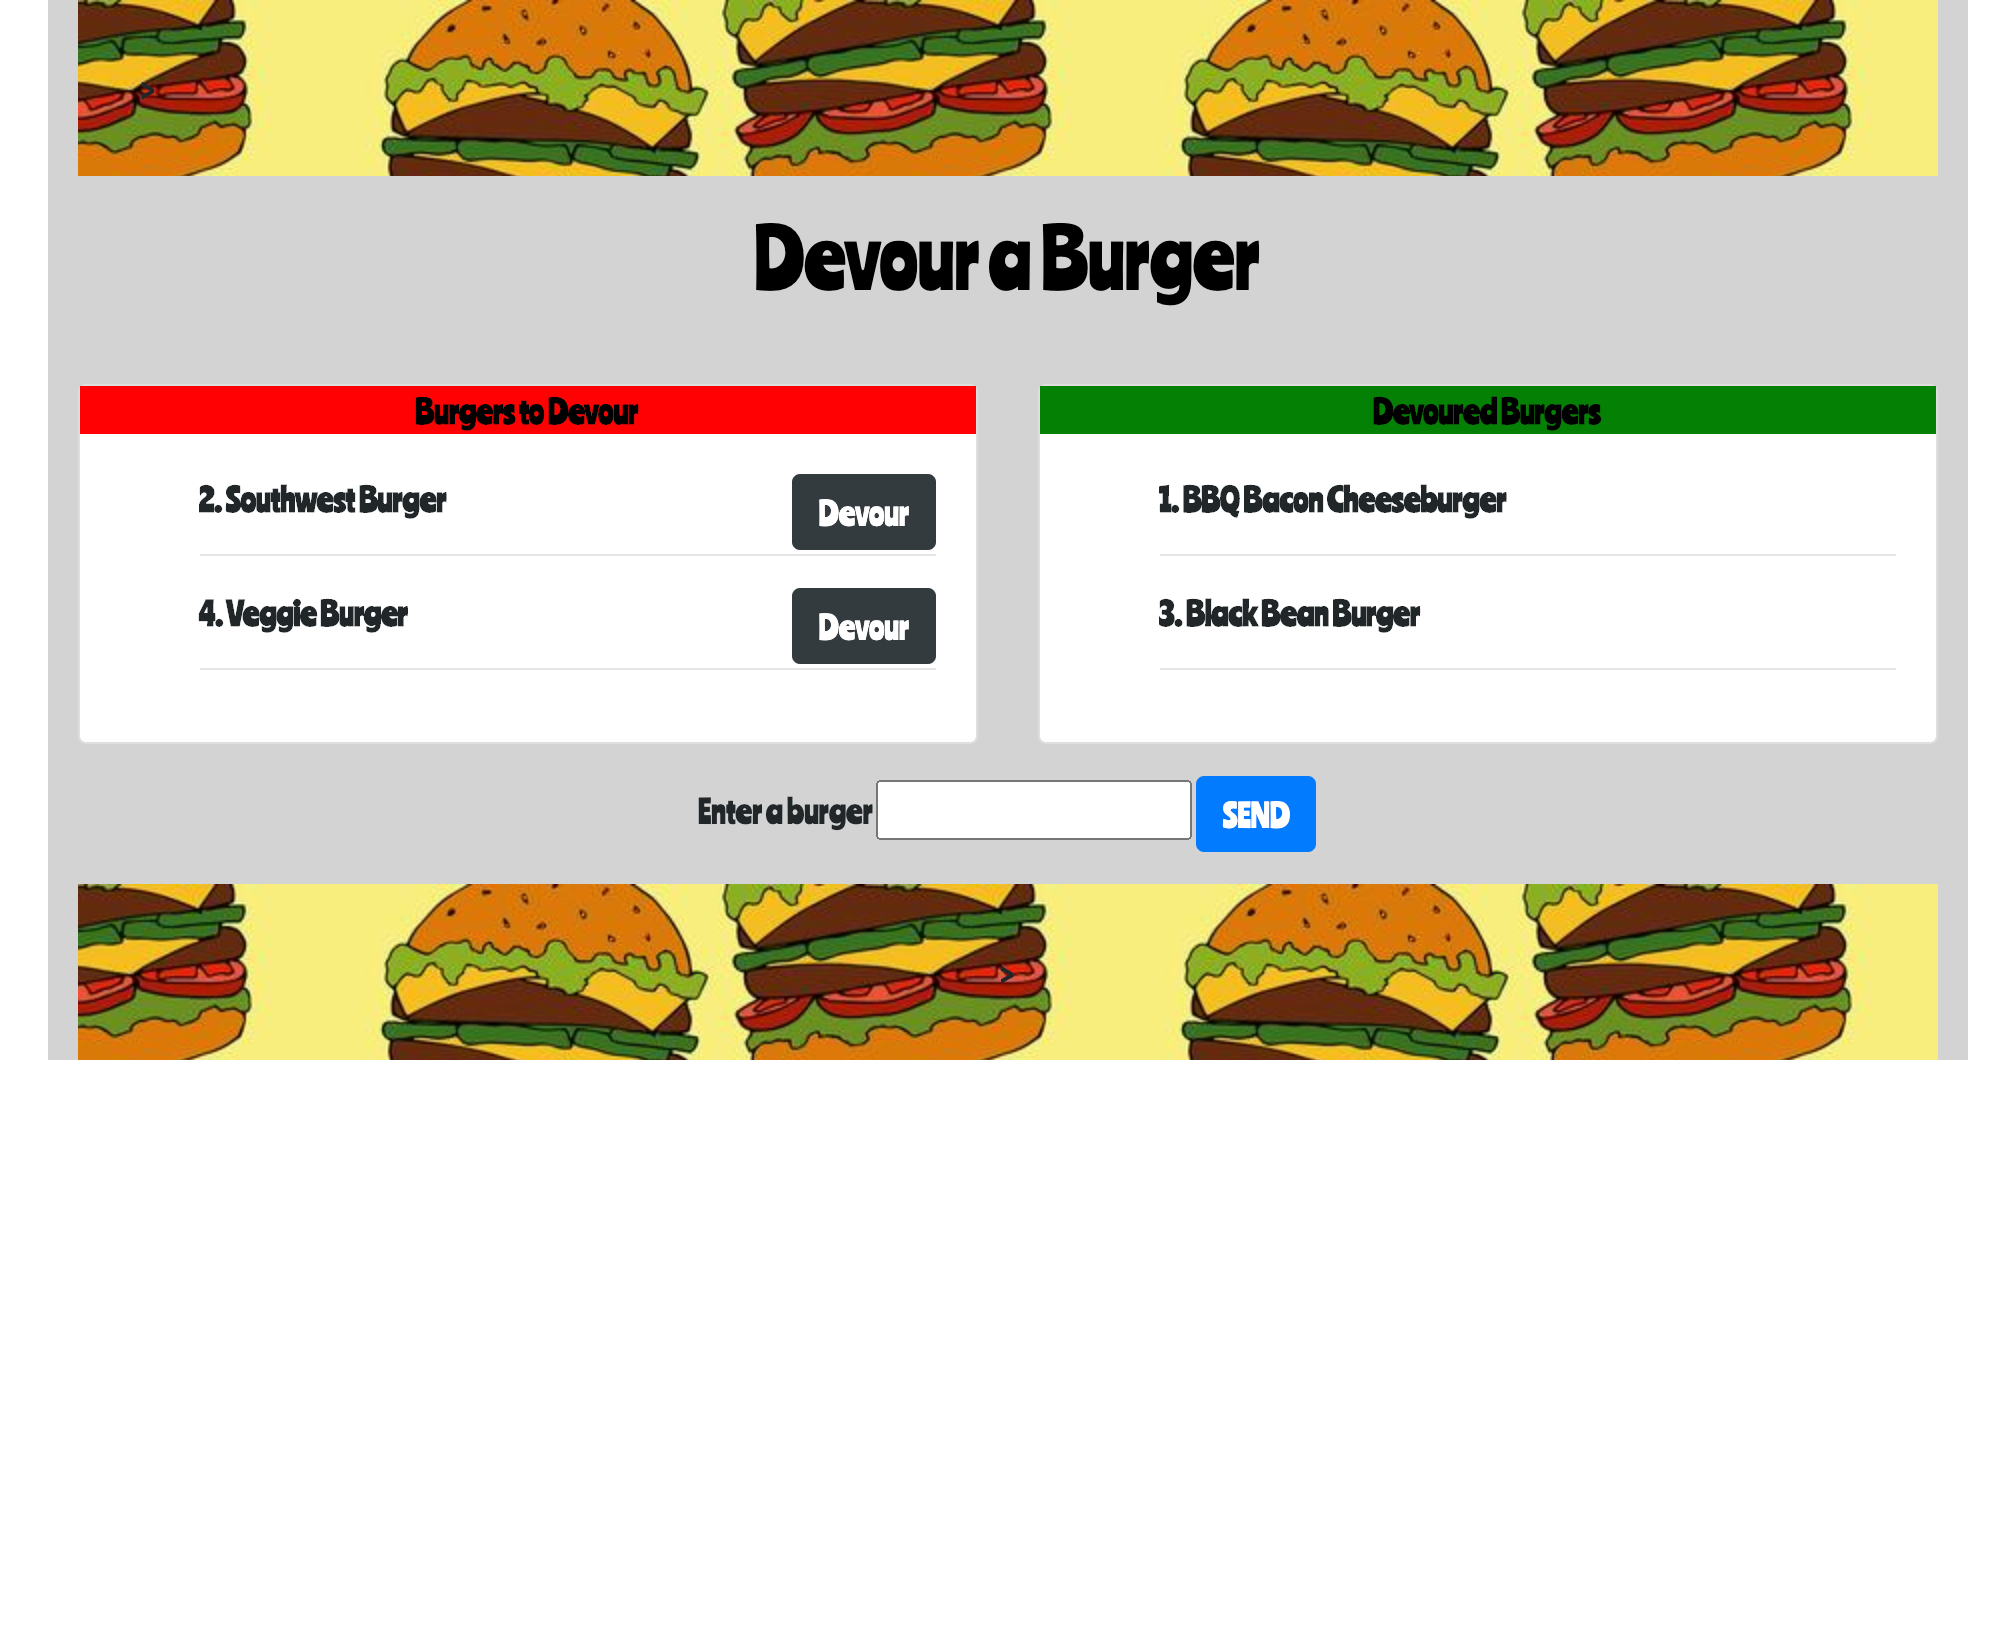 >
Devour a Burger
Burgers to Devour
2. Southwest Burger
Devour
4. Veggie Burger
Devour
Devoured Burgers
1. BBQ Bacon Cheeseburger
3. Black Bean Burger
Enter a burger
SEND
>